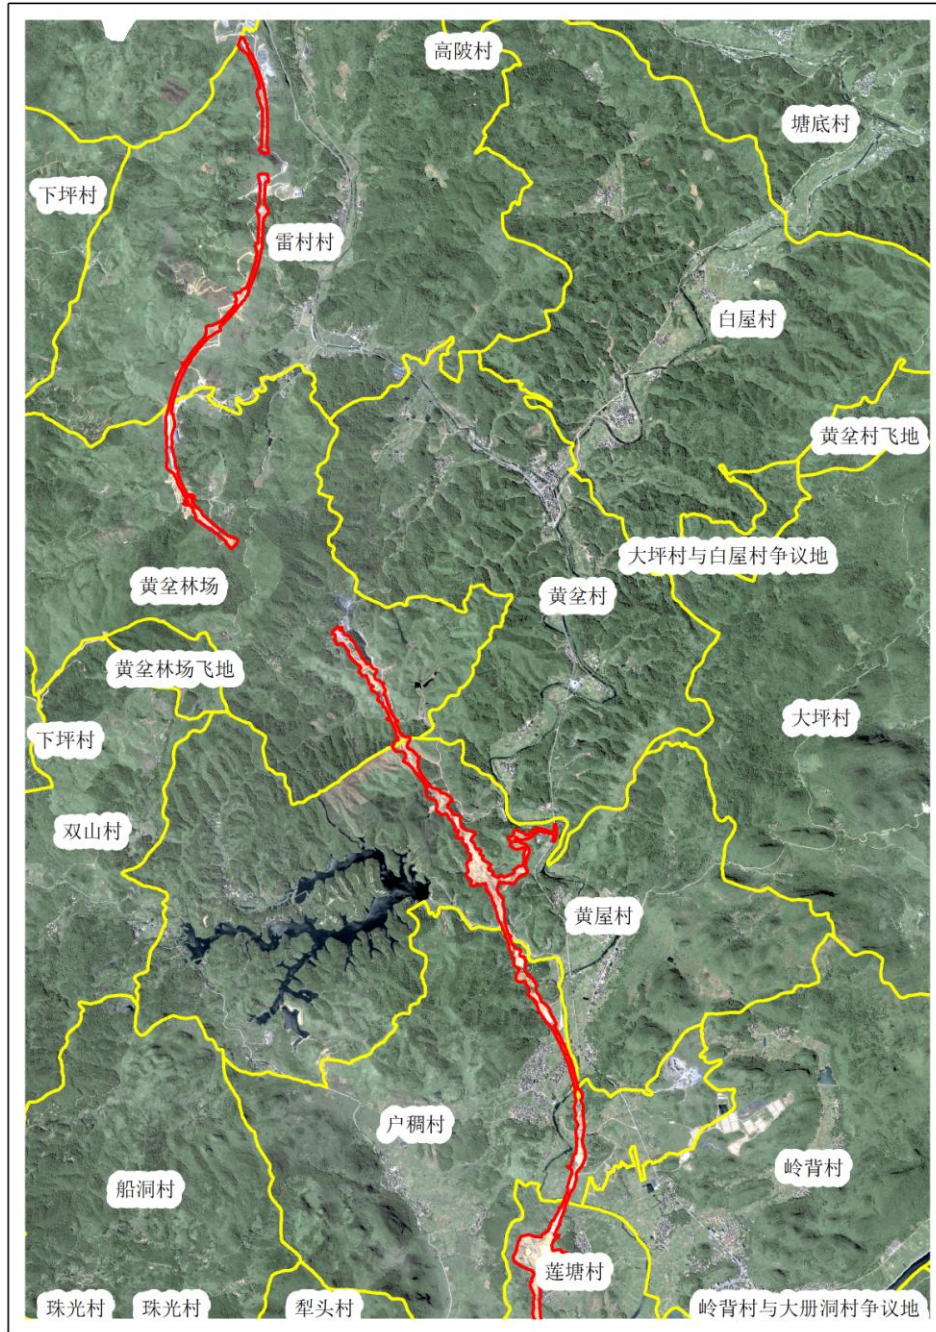 高陂村
塘底村
下坪村
雷村村
白屋村
黄坌村飞地
大坪村与白屋村争议地
黄坌林场
黄坌村
黄坌林场飞地
大坪村
下坪村
双山村
黄屋村
户稠村
岭背村
船洞村
莲塘村
珠光村
珠光村
犁头村
岭背村与大册洞村争议地